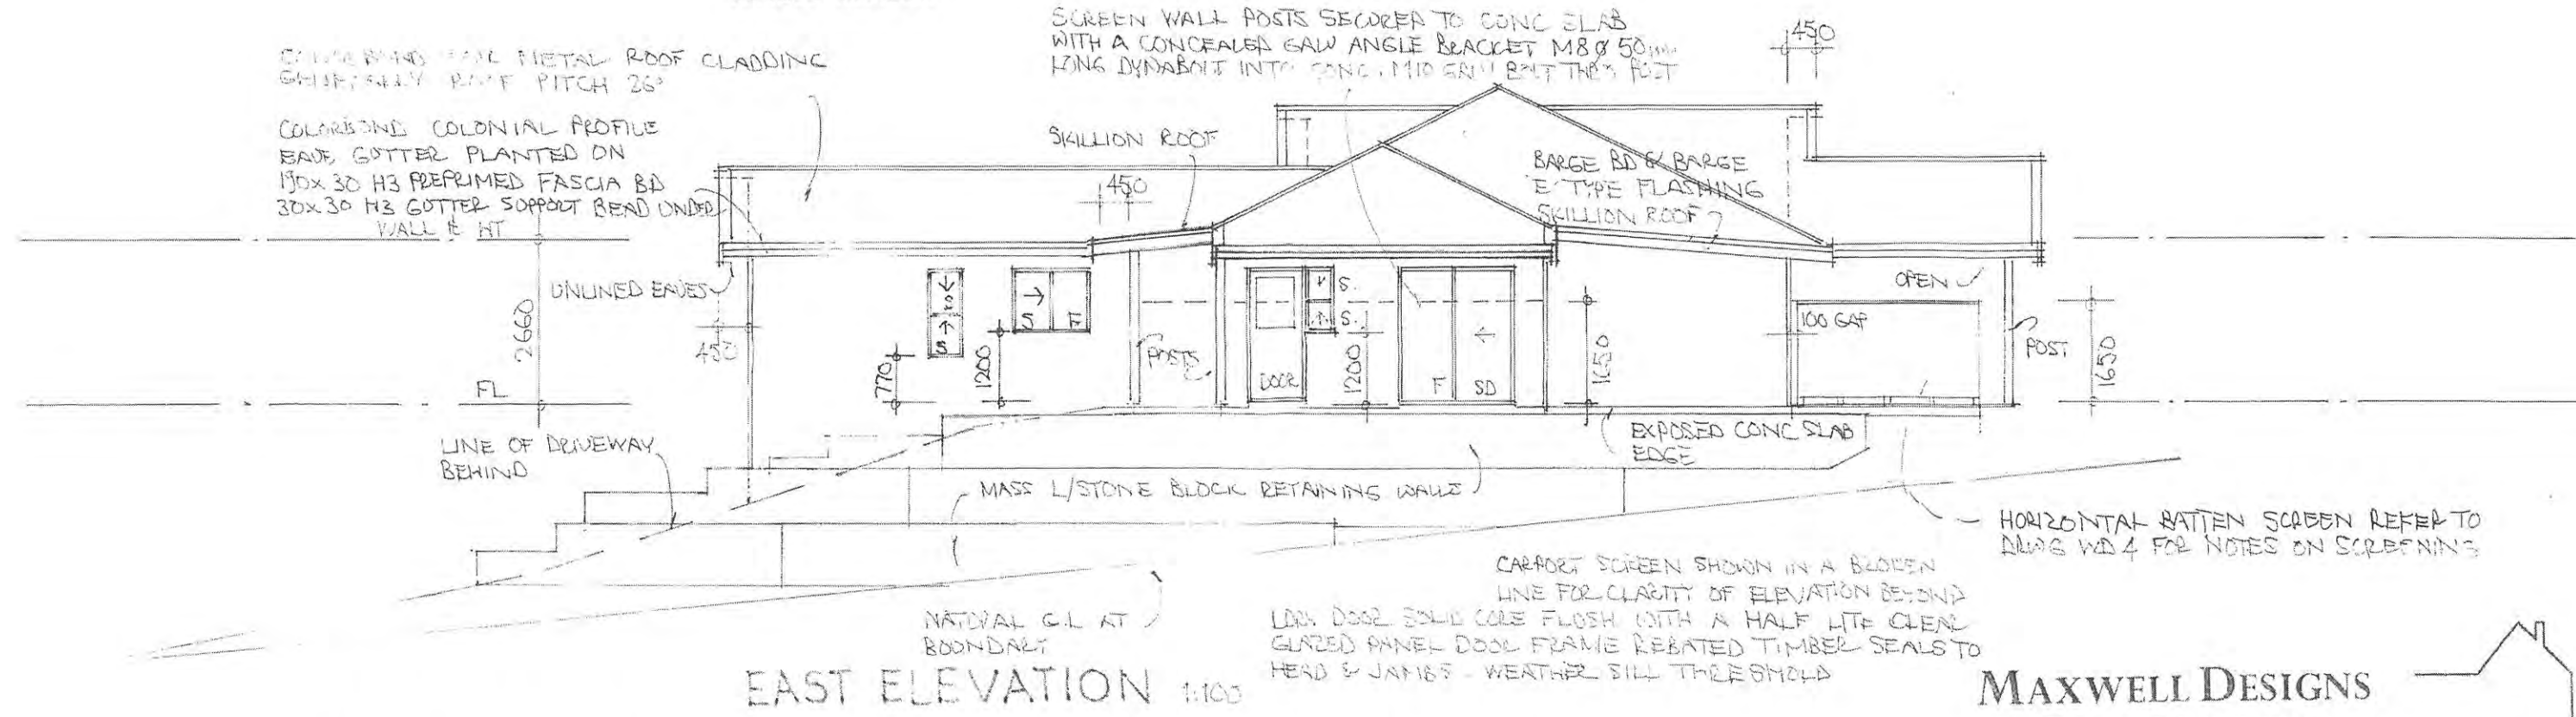 METAL ROOF CLADDING
ROOF PITCH 26°
COLORBOND COLONIAL PROFILE
EAVE GUTTER PLANTED ON
190x30 H3 PREPRIMED FASCIA BD
30x30 H3 GUTTER SUPPORT BEAD UNDER
WALL HT
SCREEN WALL POSTS SECURED TO CONC SLAB
WITH A CONCEALED GALV ANGLE BRACKET M8Ø 50mm
LONG DYNABOLT INTO CONC. M10 GALV BOLT THRO POST
450
SKILLION ROOF
450
BARGE BD & BARGE
'E' TYPE FLASHING
SKILLION ROOF
UNLINED EAVES
2660
450
FL
770
S
S
1200
S F
POSTS
DOOR
S.
S.
1200
F SD
1650
OPEN
100 GAP
POST
1650
LINE OF DRIVEWAY
BEHIND
EXPOSED CONC SLAB
EDGE
MASS L/STONE BLOCK RETAINING WALLS
HORIZONTAL BATTEN SCREEN REFER TO
DRWG WD4 FOR NOTES ON SCREENING
CARPORT SCREEN SHOWN IN A BROKEN
LINE FOR CLARITY OF ELEVATION BEYOND
LDRY DOOR SOLID CORE FLUSH WITH A HALF LITE CLEAR
GLAZED PANEL DOOR FRAME REBATED TIMBER SEALS TO
HEAD & JAMBS - WEATHER SILL THRESHOLD
NATURAL G.L AT
BOUNDARY
EAST ELEVATION 1:100
MAXWELL DESIGNS